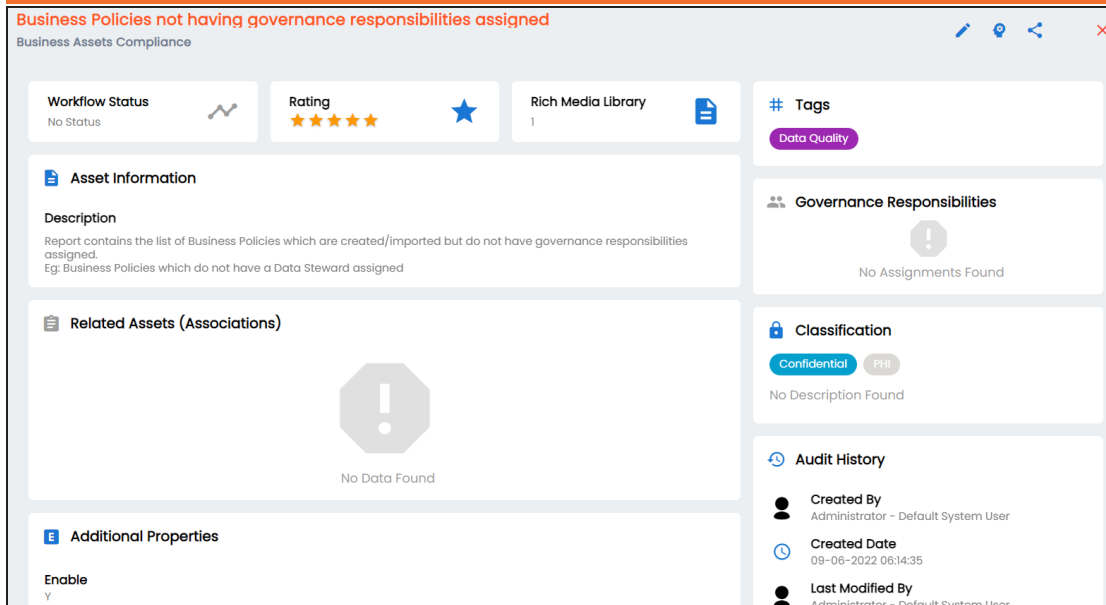 Business Policies not having governance responsibilities assigned
Business Assets Compliance
Workflow Status
No Status
Rating
Rich Media Library
1
Asset Information
Description
Report contains the list of Business Policies which are created/imported but do not have governance responsibilities
assigned.
Eg: Business Policies which do not have a Data Steward assigned
Related Assets (Associations)
No Data Found
E Additional Properties
Enable
Y
# Tags
Data Quality
Governance Responsibilities
No Assignments Found
Classification
Confidential PHI
No Description Found
Audit History
Created By
Administrator - Default System User
Created Date
09-06-2022 06:14:35
Last Modified By
Administrator - Default System User